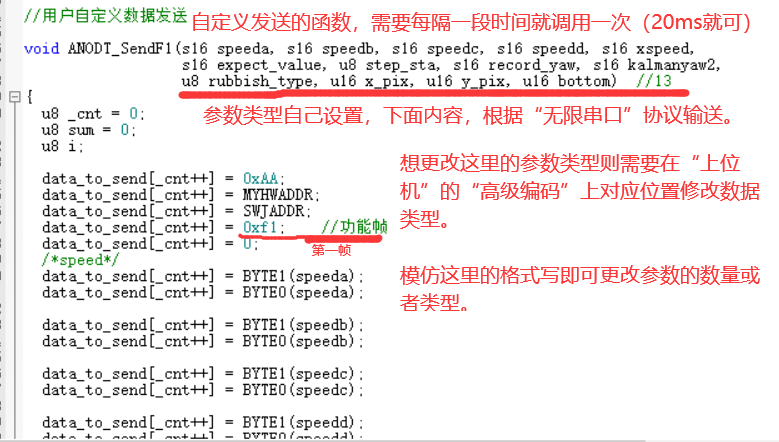 //用户自定义数据发送
自定义发送的函数，需要每隔一段时间就调用一次（20ms就可）
void ANODT_SendF1(s16 speeda, s16 speedb, s16 speedc, s16 speedd, s16 xspeed,
s16 expect_value, u8 step_sta, s16 record_yaw, s16 kalmanyaw2,
u8 rubbish_type, u16 x_pix, u16 y_pix, u16 bottom) //13
参数类型自己设置，下面内容，根据“无限串口”协议输送。
{
u8 _cnt = 0;
u8 sum = 0;
u8 i;
想更改这里的参数类型则需要在“上位
机”的“高级编码”上对应位置修改数据
类型。
data_to_send[_cnt++] = 0xAA;
data_to_send[_cnt++] = MYHWADDR;
data_to_send[_cnt++] = SWJADDR;
data_to_send[_cnt++] = 0xf1; //功能帧
第一帧
data_to_send[_cnt++] = 0;
/*speed*/
data_to_send[_cnt++] = BYTE1(speeda);
data_to_send[_cnt++] = BYTE0(speeda);
模仿这里的格式写即可更改参数的数量或
者类型。
data_to_send[_cnt++] = BYTE1(speedb);
data_to_send[_cnt++] = BYTE0(speedb);
data_to_send[_cnt++] = BYTE1(speedc);
data_to_send[_cnt++] = BYTE0(speedc);
data_to_send[_cnt++] = BYTE1(speedd);
data_to_send[_cnt++] = BYTE0(speedd);